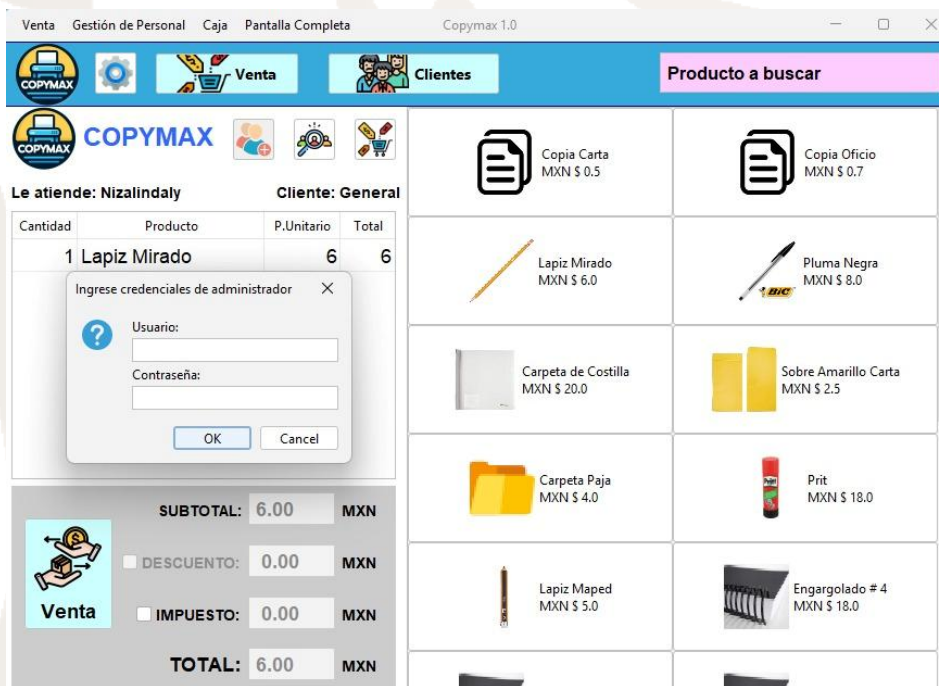 Venta Gestión de Personal Caja Pantalla Completa Copymax 1.0
COPYMAX
Venta
Clientes
Producto a buscar
COPYMAX
COPYMAX
Le atiende: Nizalindaly Cliente: General
Cantidad Producto P.Unitario Total
1 Lapiz Mirado 6 6
Ingrese credenciales de administrador
Usuario:
Contraseña:
OK Cancel
SUBTOTAL: 6.00 MXN
DESCUENTO: 0.00 MXN
IMPUESTO: 0.00 MXN
TOTAL: 6.00 MXN
Venta
Copia Carta
MXN $ 0.5
Copia Oficio
MXN $ 0.7
Lapiz Mirado
MXN $ 6.0
BIC
Pluma Negra
MXN $ 8.0
Carpeta de Costilla
MXN $ 20.0
Sobre Amarillo Carta
MXN $ 2.5
Carpeta Paja
MXN $ 4.0
Prit
MXN $ 18.0
Lapiz Maped
MXN $ 5.0
Engargolado # 4
MXN $ 18.0